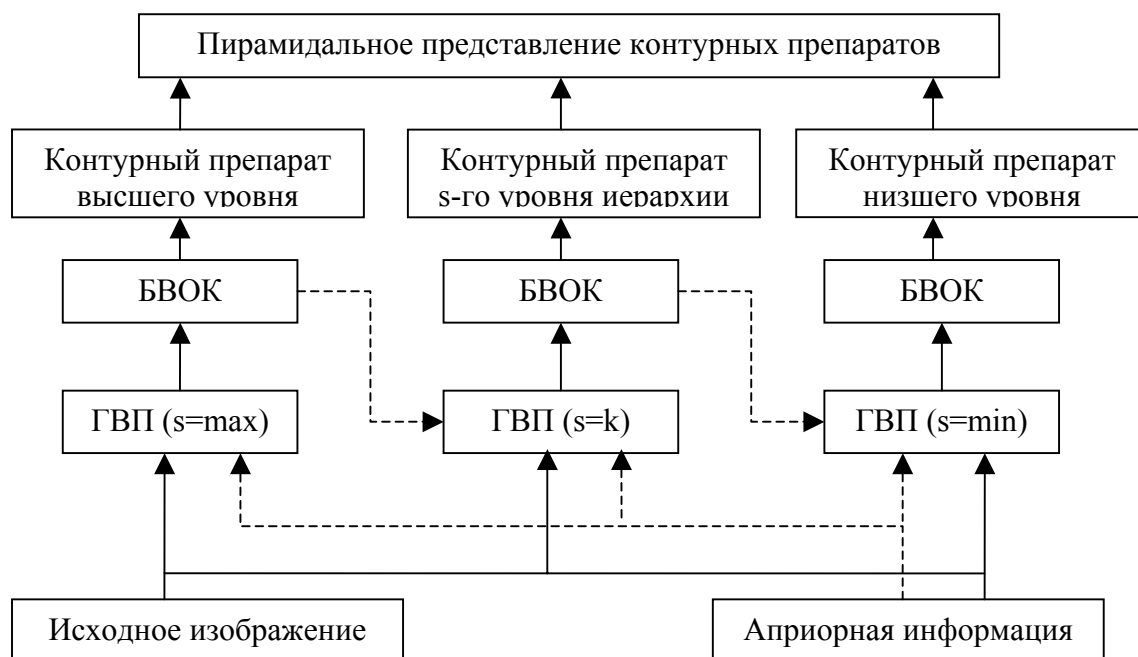 Пирамидальное представление контурных препаратов
Контурный препарат
высшего уровня
Контурный препарат
s-го уровня иерархии
Контурный препарат
низшего уровня
БВОК
БВОК
БВОК
ГВП (s=max)
ГВП (s=k)
ГВП (s=min)
Исходное изображение
Априорная информация